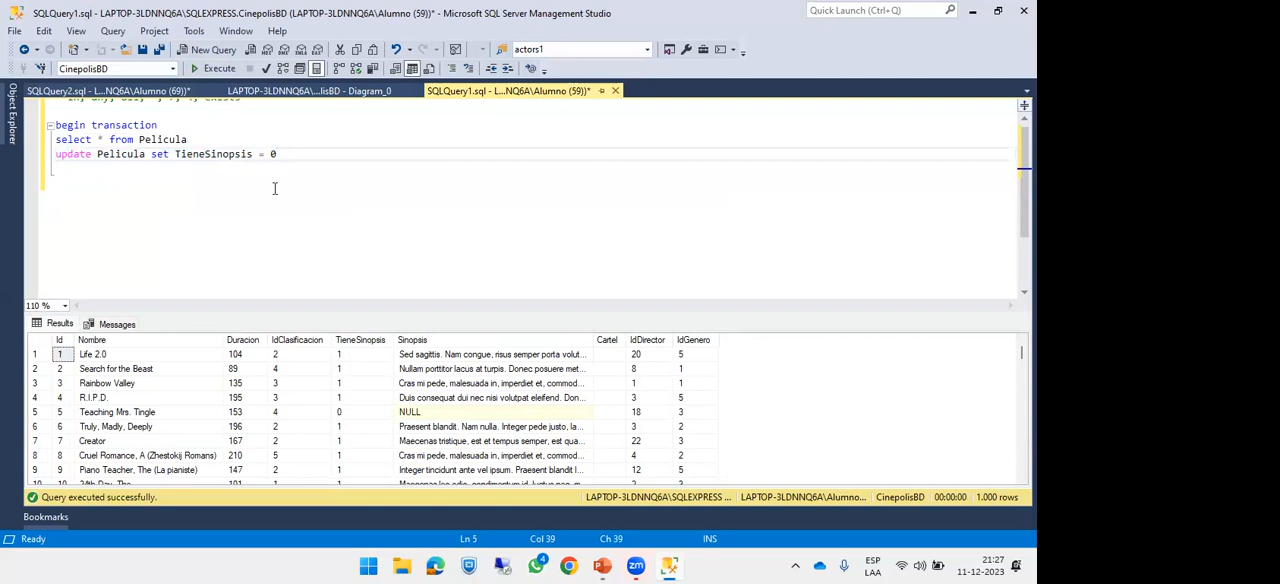 SQLQuery1.sql - LAPTOP-3LDNNQ6A\SQLEXPRESS.CinepolisBD (LAPTOP-3LDNNQ6A\Alumno (59))* - Microsoft SQL Server Management Studio
Quick Launch (Ctrl+Q)
File Edit View Query Project Tools Window Help
New Query
actors1
CinepolisBD
Execute
SQLQuery2.sql - L...NQ6A\Alumno (69))*
LAPTOP-3LDNNQ6A...lisBD - Diagram_0
SQLQuery1.sql - L...NQ6A\Alumno (59))*
Object Explorer
begin transaction
select * from Pelicula
update Pelicula set TieneSinopsis = 0
110 %
Results Messages
Id Nombre Duracion IdClasificacion TieneSinopsis Sinopsis Cartel IdDirector IdGenero
1 1 Life 2.0 104 2 1 Sed sagittis. Nam congue, risus semper porta volut... 20 5
2 2 Search for the Beast 89 4 1 Nullam porttitor lacus at turpis. Donec posuere met... 8 1
3 3 Rainbow Valley 135 3 1 Cras mi pede, malesuada in, imperdiet et, commod... 1 1
4 4 R.I.P.D. 195 3 1 Duis consequat dui nec nisi volutpat eleifend. Don... 3 5
5 5 Teaching Mrs. Tingle 153 4 0 NULL 18 3
6 6 Truly, Madly, Deeply 196 2 1 Praesent blandit. Nam nulla. Integer pede justo, la... 3 2
7 7 Creator 167 2 1 Maecenas tristique, est et tempus semper, est qua... 22 3
8 8 Cruel Romance, A (Zhestokij Romans) 210 5 1 Cras mi pede, malesuada in, imperdiet et, commod... 4 2
9 9 Piano Teacher, The (La pianiste) 147 2 1 Integer tincidunt ante vel ipsum. Praesent blandit l... 12 5
Query executed successfully.
LAPTOP-3LDNNQ6A\SQLEXPRESS ... LAPTOP-3LDNNQ6A\Alumno... CinepolisBD 00:00:00 1.000 rows
Bookmarks
Ready Ln 5 Col 39 Ch 39 INS
4
zm
ESP
LAA
21:27
11-12-2023